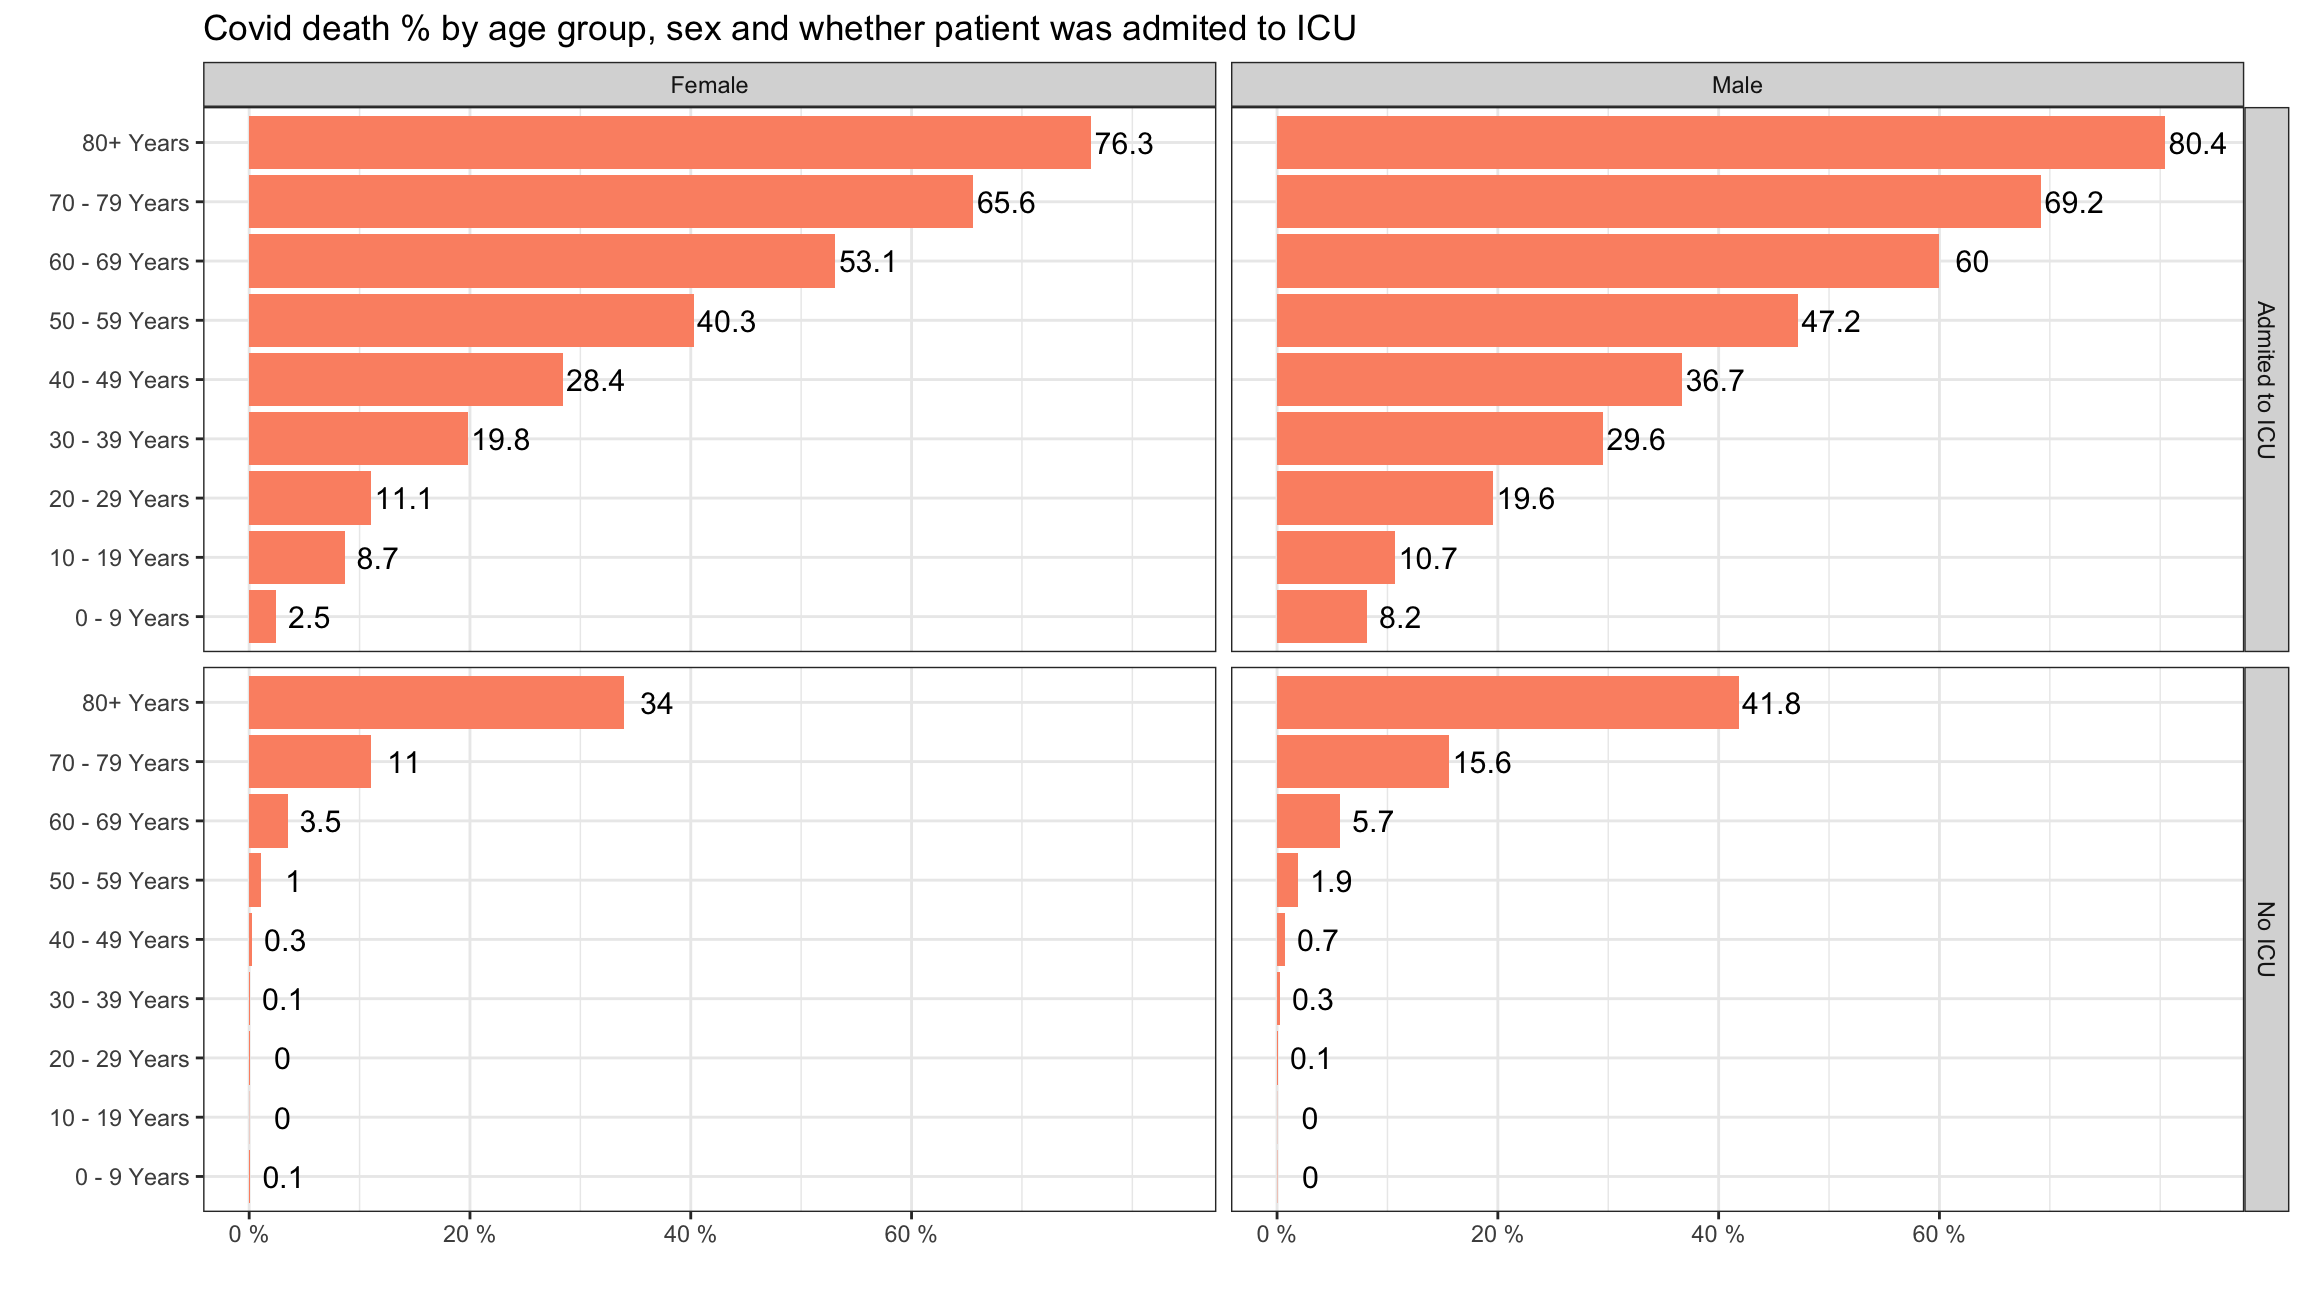 Covid death % by age group, sex and whether patient was admited to ICU
Female
Male
80+ Years
76.3
80.4
70 - 79 Years
65.6
69.2
60 - 69 Years
53.1
60
50 - 59 Years
40.3
47.2
40 - 49 Years
28.4
36.7
30 - 39 Years
19.8
29.6
20 - 29 Years
11.1
19.6
10 - 19 Years
8.7
10.7
0 - 9 Years
2.5
8.2
Admited to ICU
80+ Years
34
41.8
70 - 79 Years
11
15.6
60 - 69 Years
3.5
5.7
50 - 59 Years
1
1.9
40 - 49 Years
0.3
0.7
30 - 39 Years
0.1
0.3
20 - 29 Years
0
0.1
10 - 19 Years
0
0
0 - 9 Years
0.1
0
No ICU
0 %
20 %
40 %
60 %
0 %
20 %
40 %
60 %